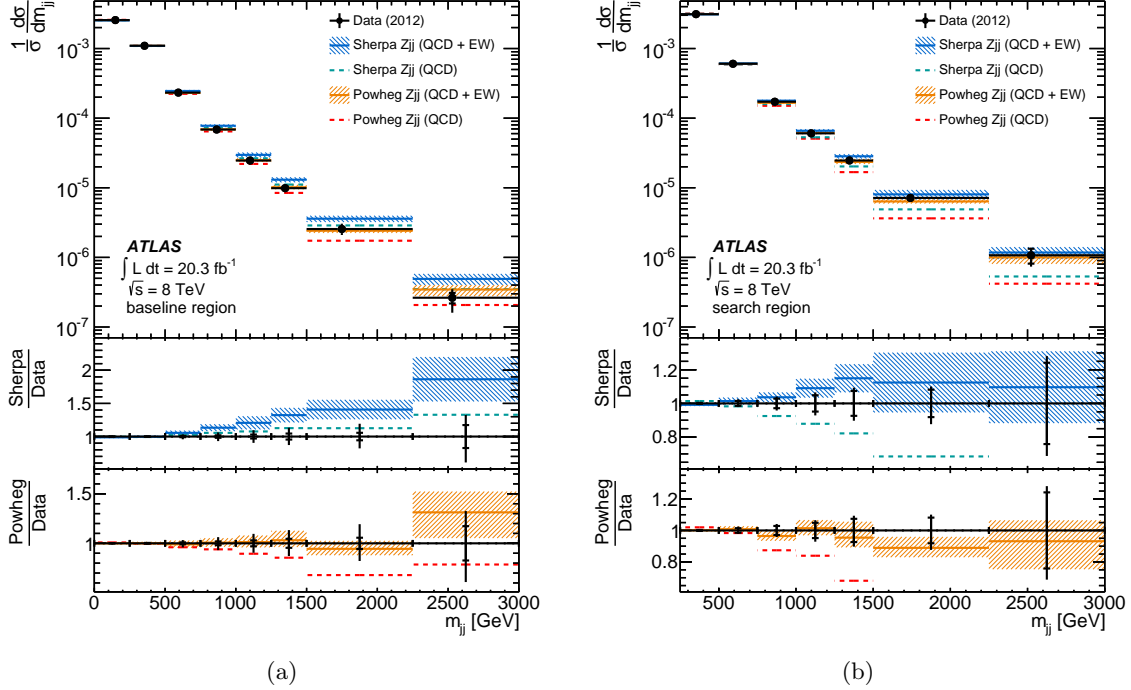 1/σ dσ/dm_jj
10⁻³
10⁻⁴
10⁻⁵
10⁻⁶
10⁻⁷
Data (2012)
Sherpa Zjj (QCD + EW)
Sherpa Zjj (QCD)
Powheg Zjj (QCD + EW)
Powheg Zjj (QCD)
ATLAS
∫ L dt = 20.3 fb⁻¹
√s = 8 TeV
baseline region
Sherpa
Data
2
1.5
1
Powheg
Data
1.5
1
0 500 1000 1500 2000 2500 3000
m_jj [GeV]
(a)
1/σ dσ/dm_jj
10⁻³
10⁻⁴
10⁻⁵
10⁻⁶
10⁻⁷
Data (2012)
Sherpa Zjj (QCD + EW)
Sherpa Zjj (QCD)
Powheg Zjj (QCD + EW)
Powheg Zjj (QCD)
ATLAS
∫ L dt = 20.3 fb⁻¹
√s = 8 TeV
search region
Sherpa
Data
1.2
1
0.8
Powheg
Data
1.2
1
0.8
500 1000 1500 2000 2500 3000
m_jj [GeV]
(b)